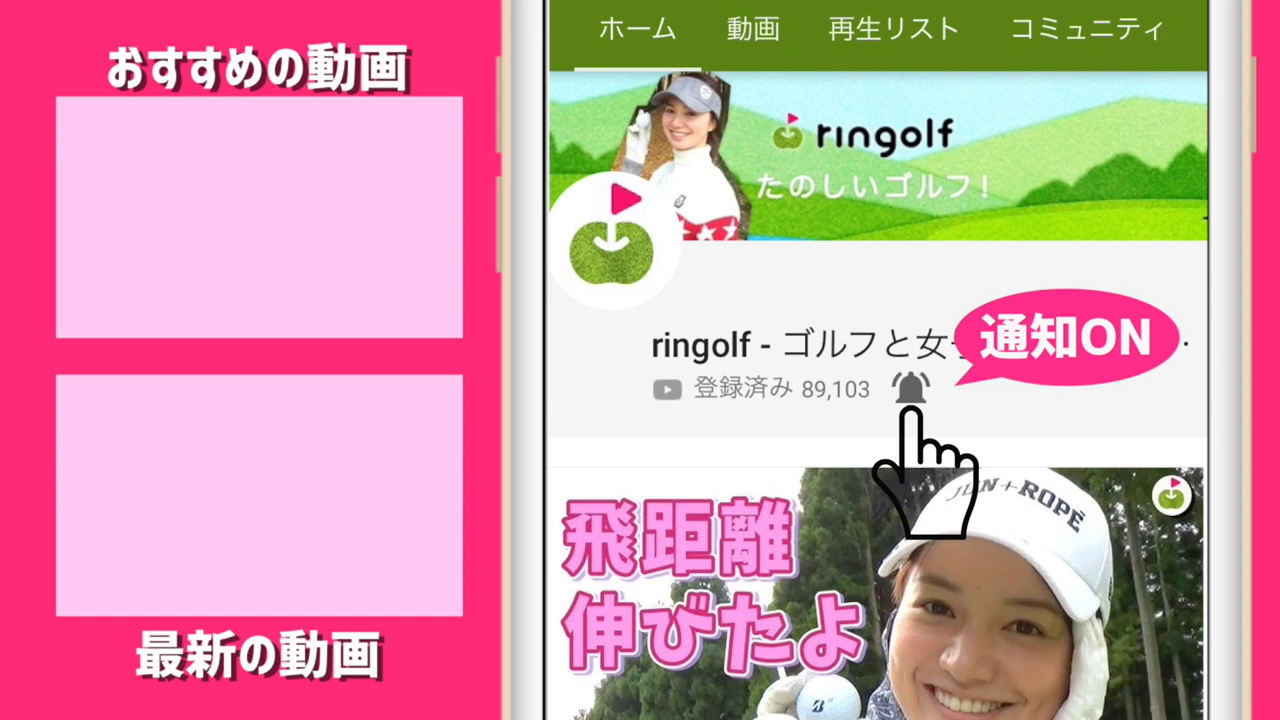 おすすめの動画
最新の動画
ホーム 動画 再生リスト コミュニティ
ringolf
たのしいゴルフ!
ringolf - ゴルフと女
通知ON
登録済み 89,103
JUN+ROPÉ
飛距離
伸びたよ
B